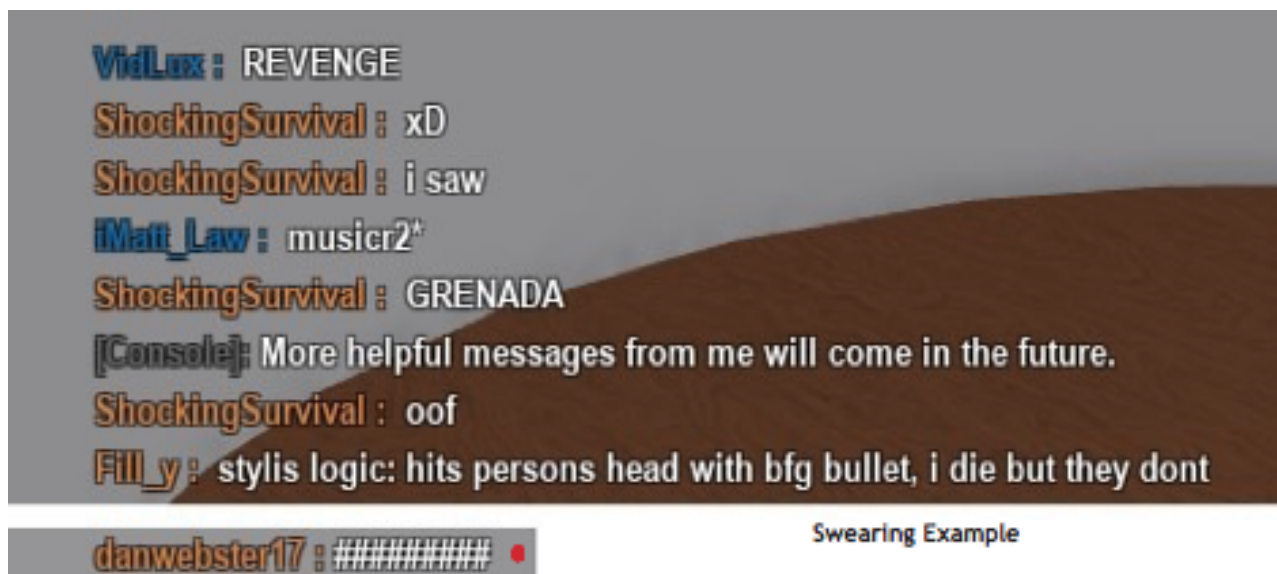 VidLux : REVENGE
ShockingSurvival : xD
ShockingSurvival : i saw
iMatt_Law : musicr2*
ShockingSurvival : GRENADA
[Console]: More helpful messages from me will come in the future.
ShockingSurvival : oof
Fill_y : stylis logic: hits persons head with bfg bullet, i die but they dont
Swearing Example
danwebster17 : #########